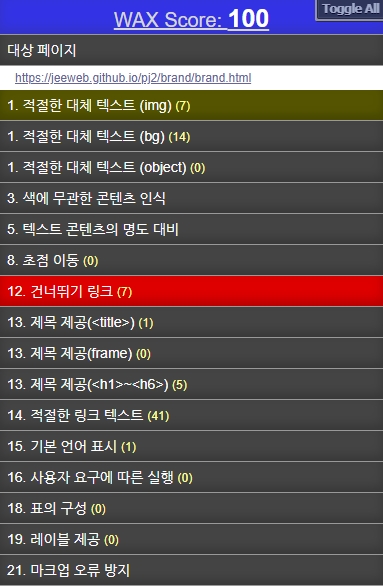 WAX Score: 100
Toggle All
대상 페이지
https://jeeweb.github.io/pj2/brand/brand.html
1. 적절한 대체 텍스트 (img) (7)
1. 적절한 대체 텍스트 (bg) (14)
1. 적절한 대체 텍스트 (object) (0)
3. 색에 무관한 콘텐츠 인식
5. 텍스트 콘텐츠의 명도 대비
8. 초점 이동 (0)
12. 건너뛰기 링크 (7)
13. 제목 제공(<title>) (1)
13. 제목 제공(frame) (0)
13. 제목 제공(<h1>~<h6>) (5)
14. 적절한 링크 텍스트 (41)
15. 기본 언어 표시 (1)
16. 사용자 요구에 따른 실행 (0)
18. 표의 구성 (0)
19. 레이블 제공 (0)
21. 마크업 오류 방지